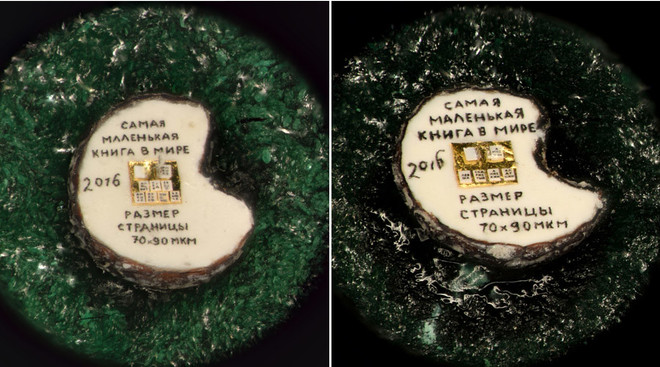 САМАЯ
МАЛЕНЬКАЯ
КНИГА В МИРЕ
2016
РАЗМЕР
СТРАНИЦЫ
70×90 МКМ
САМАЯ
МАЛЕНЬКАЯ
КНИГА В МИРЕ
2016
РАЗМЕР
СТРАНИЦЫ
70×90 МКМ